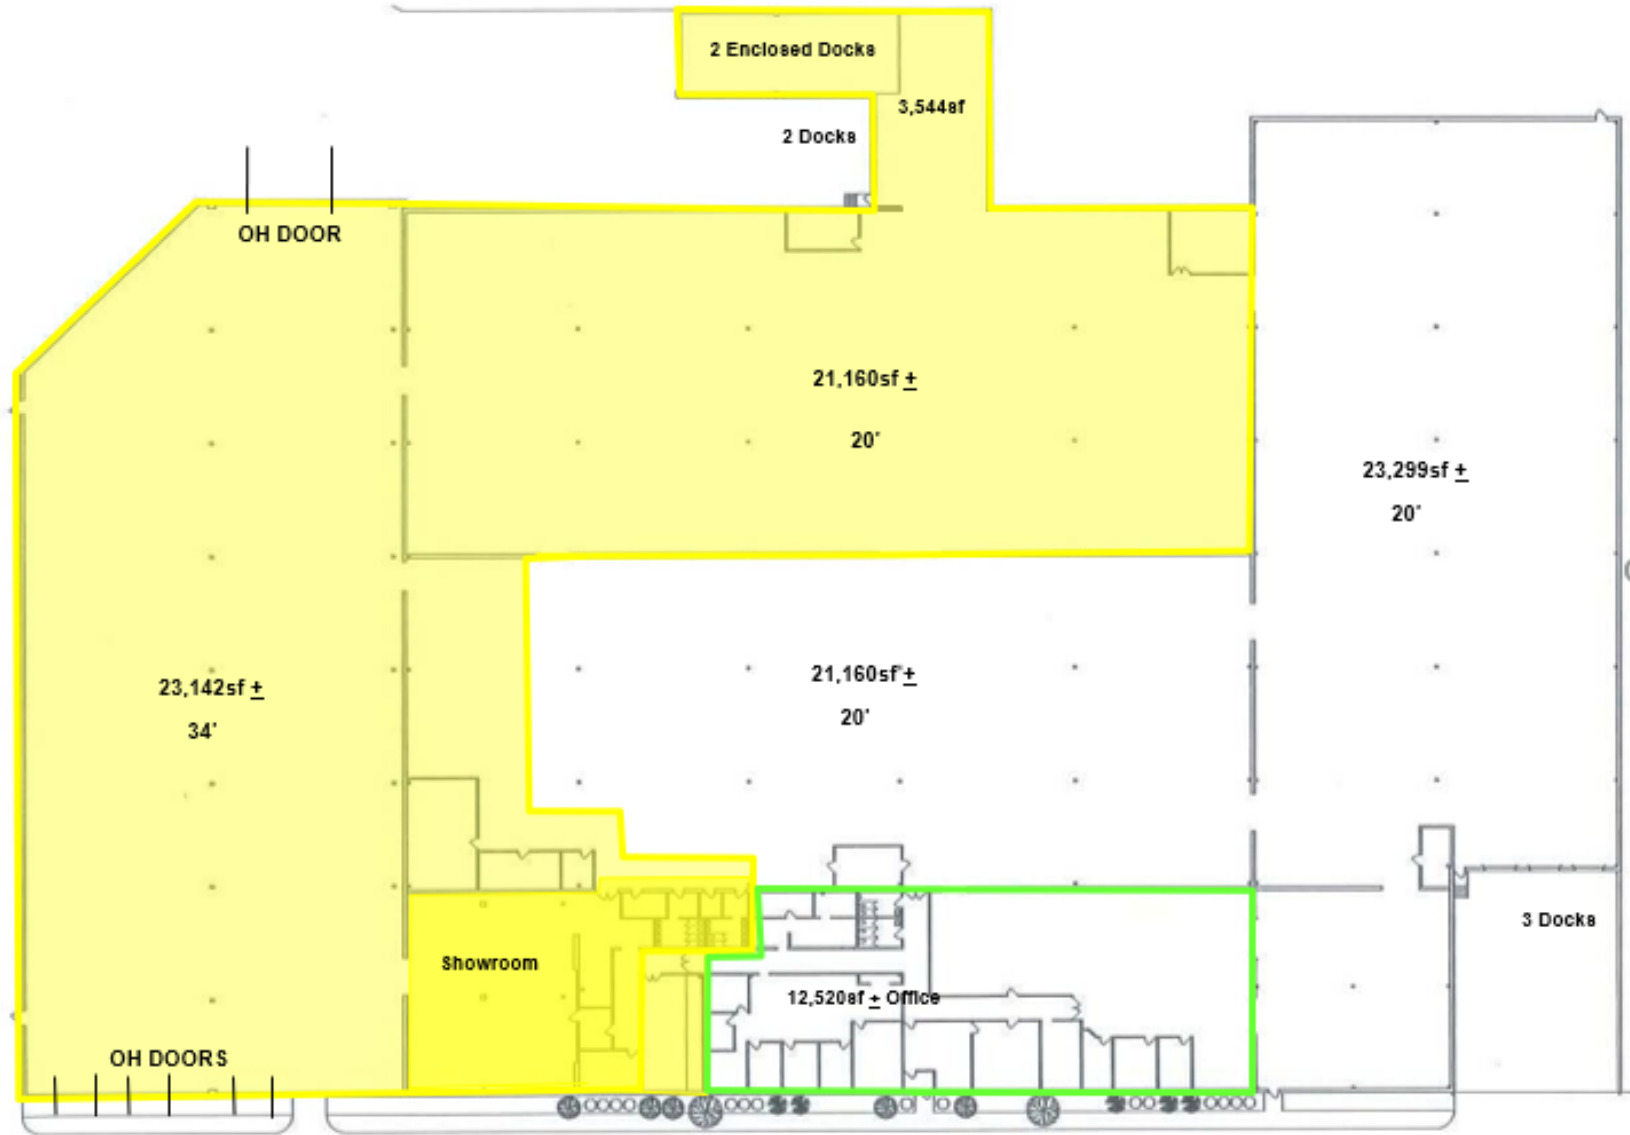 2 Enclosed Docks
3,544sf
2 Docks
OH DOOR
21,160sf ±
20'
23,299sf ±
20'
23,142sf ±
34'
21,160sf ±
20'
Showroom
12,520sf ± Office
3 Docks
OH DOORS